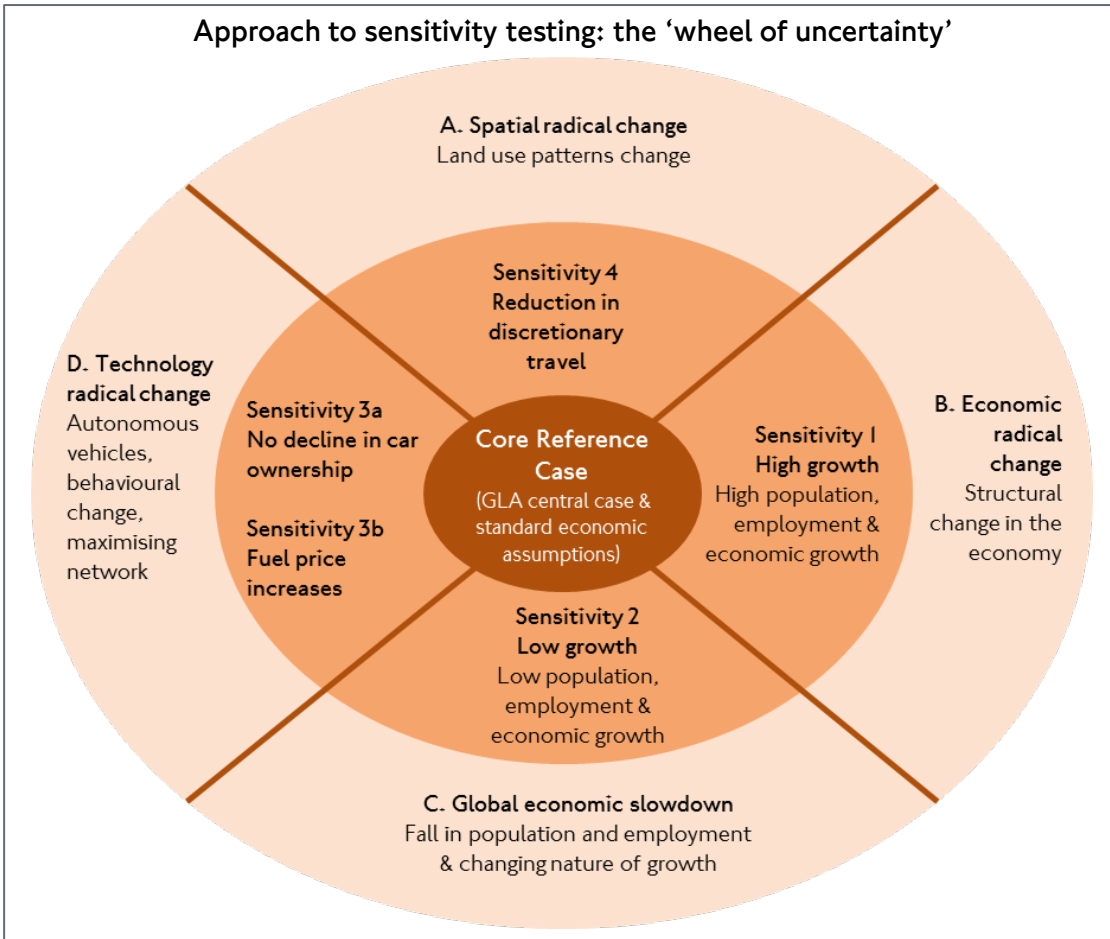 Approach to sensitivity testing: the ‘wheel of uncertainty’
A. Spatial radical change
Land use patterns change
Sensitivity 4
Reduction in
discretionary
travel
D. Technology
radical change
Autonomous
vehicles,
behavioural
change,
maximising
network
Sensitivity 3a
No decline in car
ownership
Sensitivity 3b
Fuel price
increases
Core Reference
Case
(GLA central case &
standard economic
assumptions)
Sensitivity 1
High growth
High population,
employment &
economic growth
B. Economic
radical
change
Structural
change in the
economy
Sensitivity 2
Low growth
Low population,
employment &
economic growth
C. Global economic slowdown
Fall in population and employment
& changing nature of growth